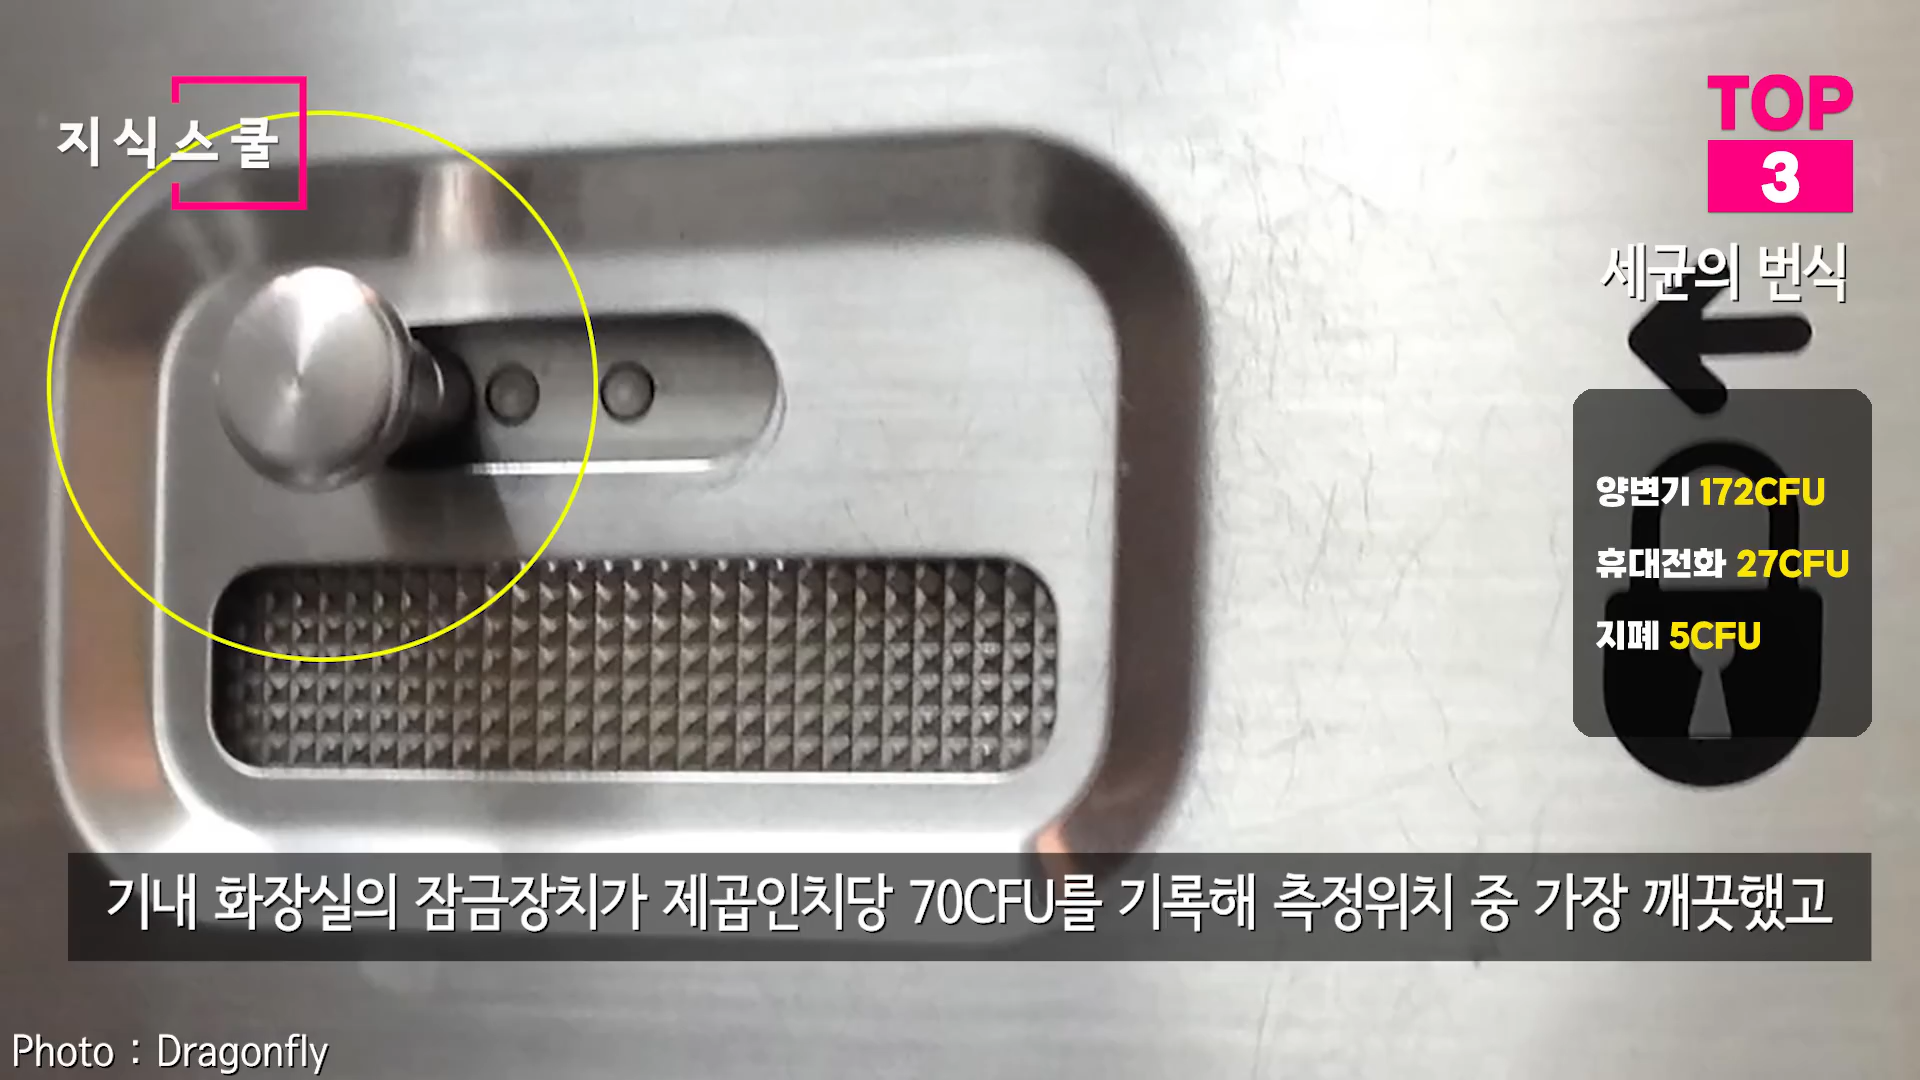 지식스쿨
TOP
3
세균의 번식
양변기 172CFU
휴대전화 27CFU
지폐 5CFU
기내 화장실의 잠금장치가 제곱인치당 70CFU를 기록해 측정위치 중 가장 깨끗했고
Photo : Dragonfly